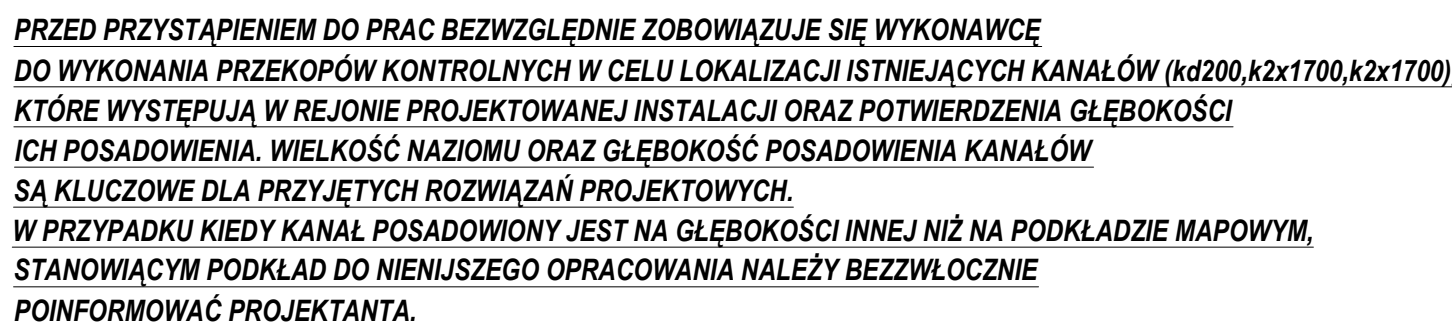 PRZED PRZYSTĄPIENIEM DO PRAC BEZWZGLĘDNIE ZOBOWIĄZUJE SIĘ WYKONAWCĘ
DO WYKONANIA PRZEKOPÓW KONTROLNYCH W CELU LOKALIZACJI ISTNIEJĄCYCH KANAŁÓW (kd200,k2x1700,k2x1700)
KTÓRE WYSTĘPUJĄ W REJONIE PROJEKTOWANEJ INSTALACJI ORAZ POTWIERDZENIA GŁĘBOKOŚCI
ICH POSADOWIENIA. WIELKOŚĆ NAZIOMU ORAZ GŁĘBOKOŚĆ POSADOWIENIA KANAŁÓW
SĄ KLUCZOWE DLA PRZYJĘTYCH ROZWIĄZAŃ PROJEKTOWYCH.
W PRZYPADKU KIEDY KANAŁ POSADOWIONY JEST NA GŁĘBOKOŚCI INNEJ NIŻ NA PODKŁADZIE MAPOWYM,
STANOWIĄCYM PODKŁAD DO NIENIJSZEGO OPRACOWANIA NALEŻY BEZZWŁOCZNIE
POINFORMOWAĆ PROJEKTANTA.